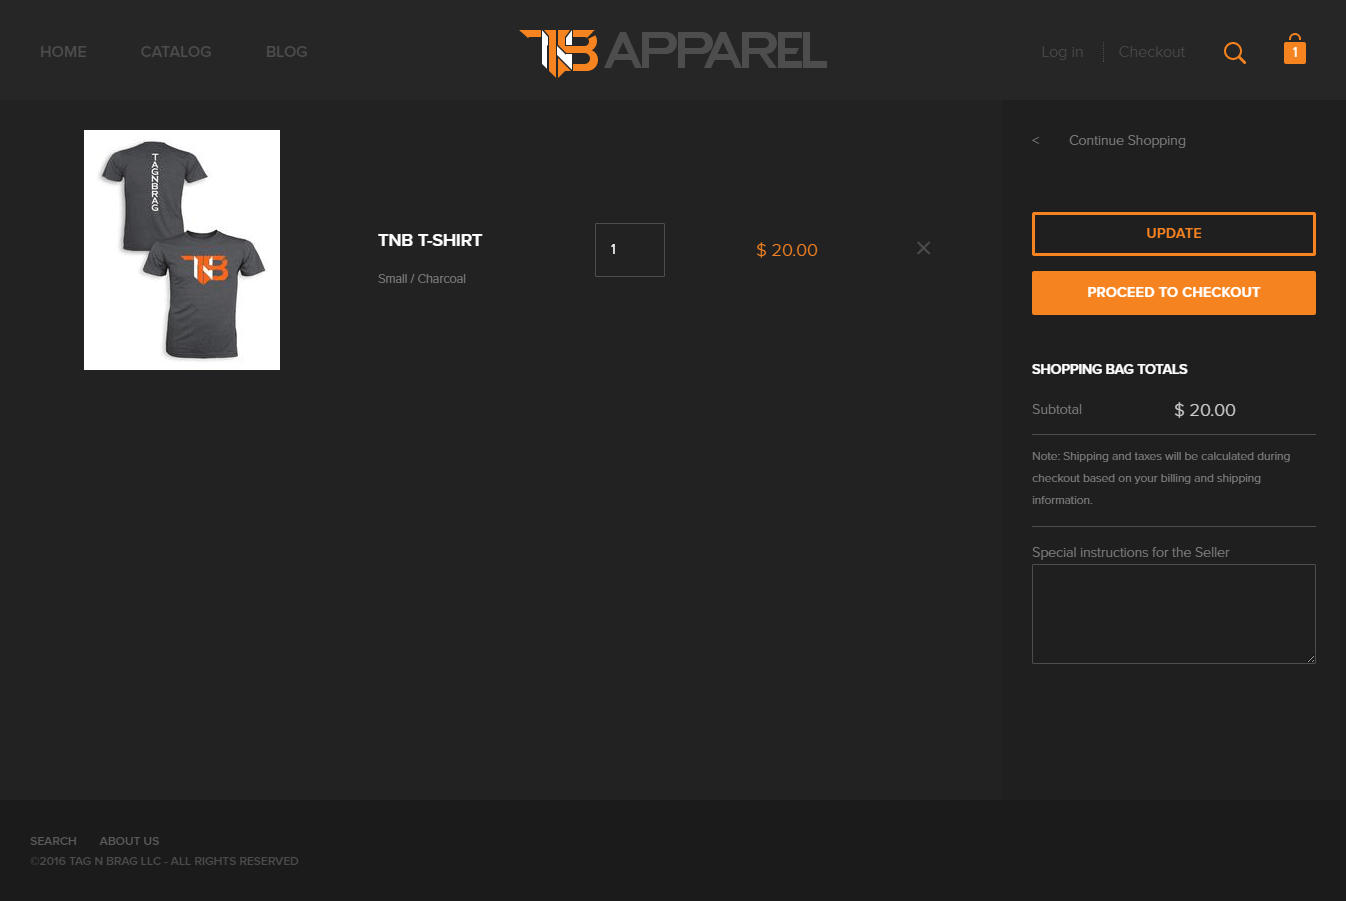 HOME
CATALOG
BLOG
TNB APPAREL
Log in
Checkout
1
TAGNBRAG
TNB
TNB T-SHIRT
Small / Charcoal
1
$ 20.00
<
Continue Shopping
UPDATE
PROCEED TO CHECKOUT
SHOPPING BAG TOTALS
Subtotal
$ 20.00
Note: Shipping and taxes will be calculated during
checkout based on your billing and shipping
information.
Special instructions for the Seller
SEARCH
ABOUT US
©2016 TAG N BRAG LLC - ALL RIGHTS RESERVED